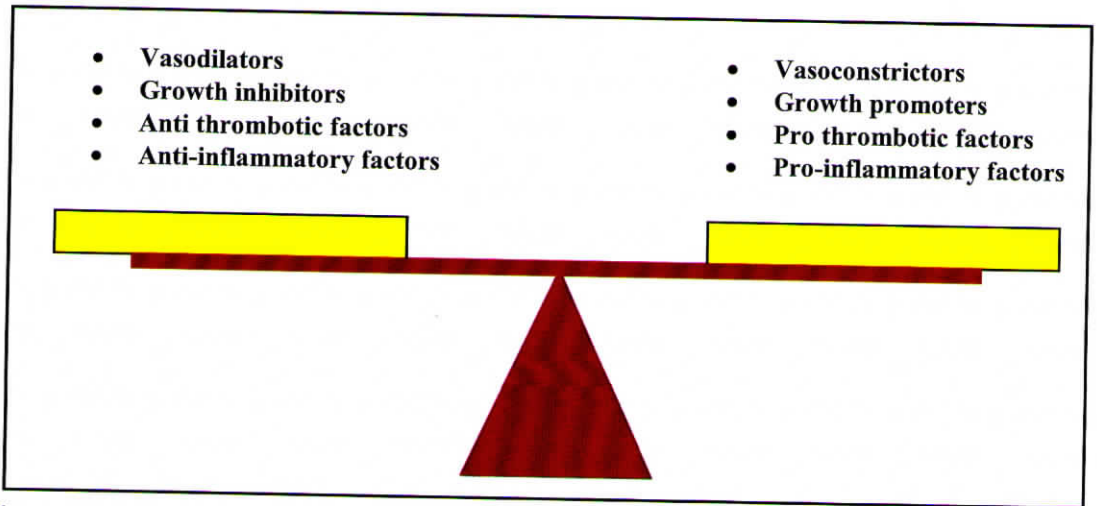 • Vasodilators
• Growth inhibitors
• Anti thrombotic factors
• Anti-inflammatory factors
• Vasoconstrictors
• Growth promoters
• Pro thrombotic factors
• Pro-inflammatory factors